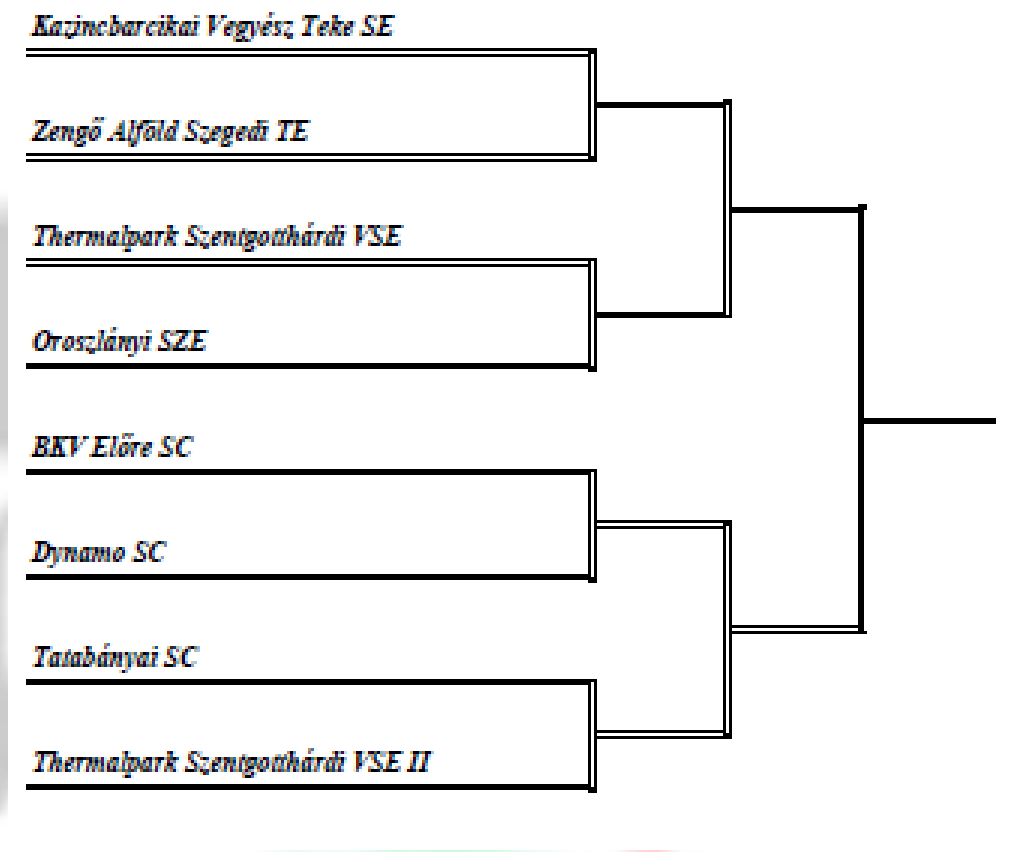 Kazincbarcikai Vegyész Teke SE
Zengő Alföld Szegedi TE
Thermalpark Szentgotthárdi VSE
Oroszlányi SZE
BKV Előre SC
Dynamo SC
Tatabányai SC
Thermalpark Szentgotthárdi VSE II